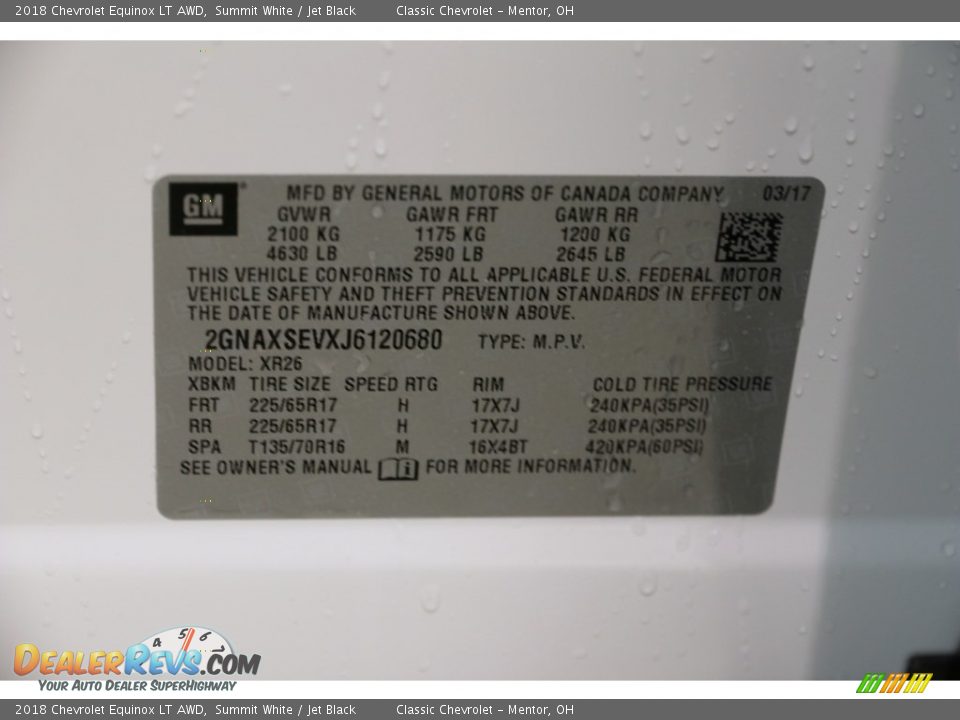 2018 Chevrolet Equinox LT AWD, Summit White / Jet Black Classic Chevrolet – Mentor, OH
GM MFD BY GENERAL MOTORS OF CANADA COMPANY 03/17
GVWR GAWR FRT GAWR RR
2100 KG 1175 KG 1200 KG
4630 LB 2590 LB 2645 LB
THIS VEHICLE CONFORMS TO ALL APPLICABLE U.S. FEDERAL MOTOR
VEHICLE SAFETY AND THEFT PREVENTION STANDARDS IN EFFECT ON
THE DATE OF MANUFACTURE SHOWN ABOVE.
2GNAXSEVXJ6120680 TYPE: M.P.V.
MODEL: XR26
XBKM TIRE SIZE SPEED RTG RIM COLD TIRE PRESSURE
FRT 225/65R17 H 17X7J 240KPA(35PSI)
RR 225/65R17 H 17X7J 240KPA(35PSI)
SPA T135/70R16 M 16X4BT 420KPA(60PSI)
SEE OWNER'S MANUAL FOR MORE INFORMATION.
4 5 6 7
DEALERREVS.COM
YOUR AUTO DEALER SUPERHIGHWAY
2018 Chevrolet Equinox LT AWD, Summit White / Jet Black Classic Chevrolet – Mentor, OH